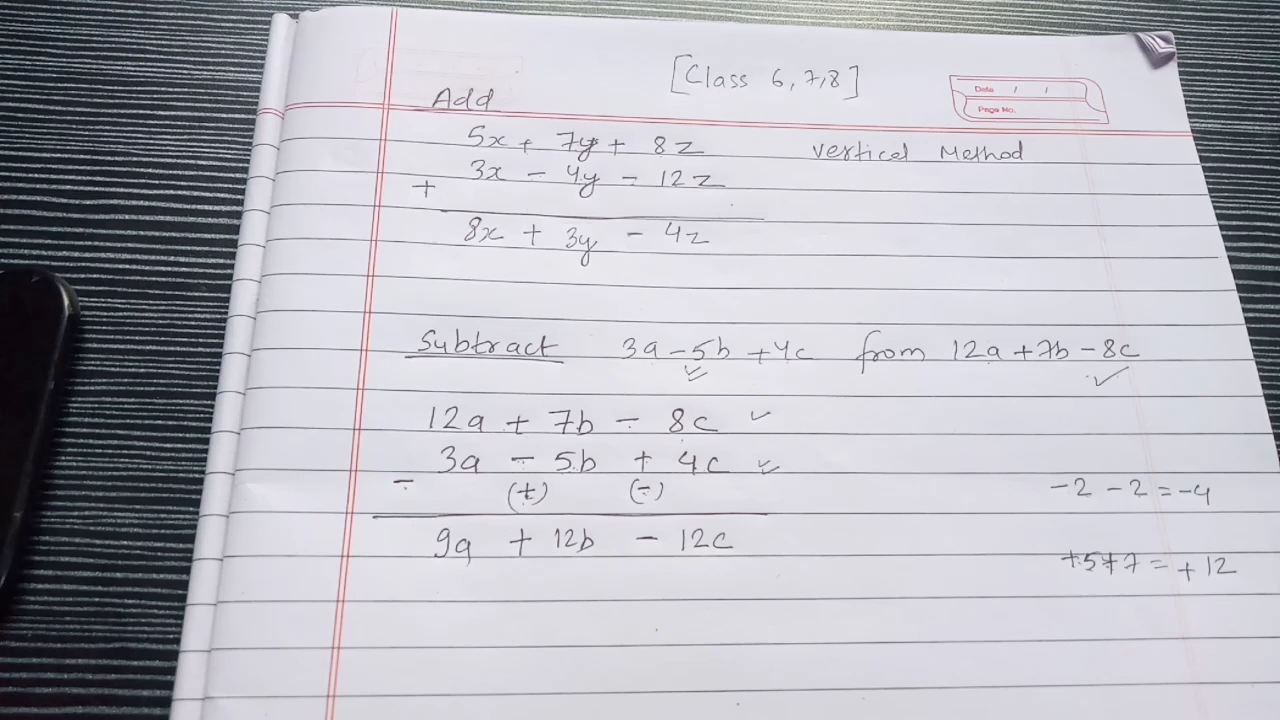 [Class 6, 7, 8]
Date / /
Page No.
Add
5x + 7y + 8z
vertical Method
3x - 4y - 12z
+
8x + 3y - 4z
Subtract 3a - 5b + from 12a + 7b - 8c
12a + 7b - 8c ✓
3a - 5b + 4c ✓
- (+) (-)
-2 -2 = -4
9a + 12b - 12c
+5+7 = +12